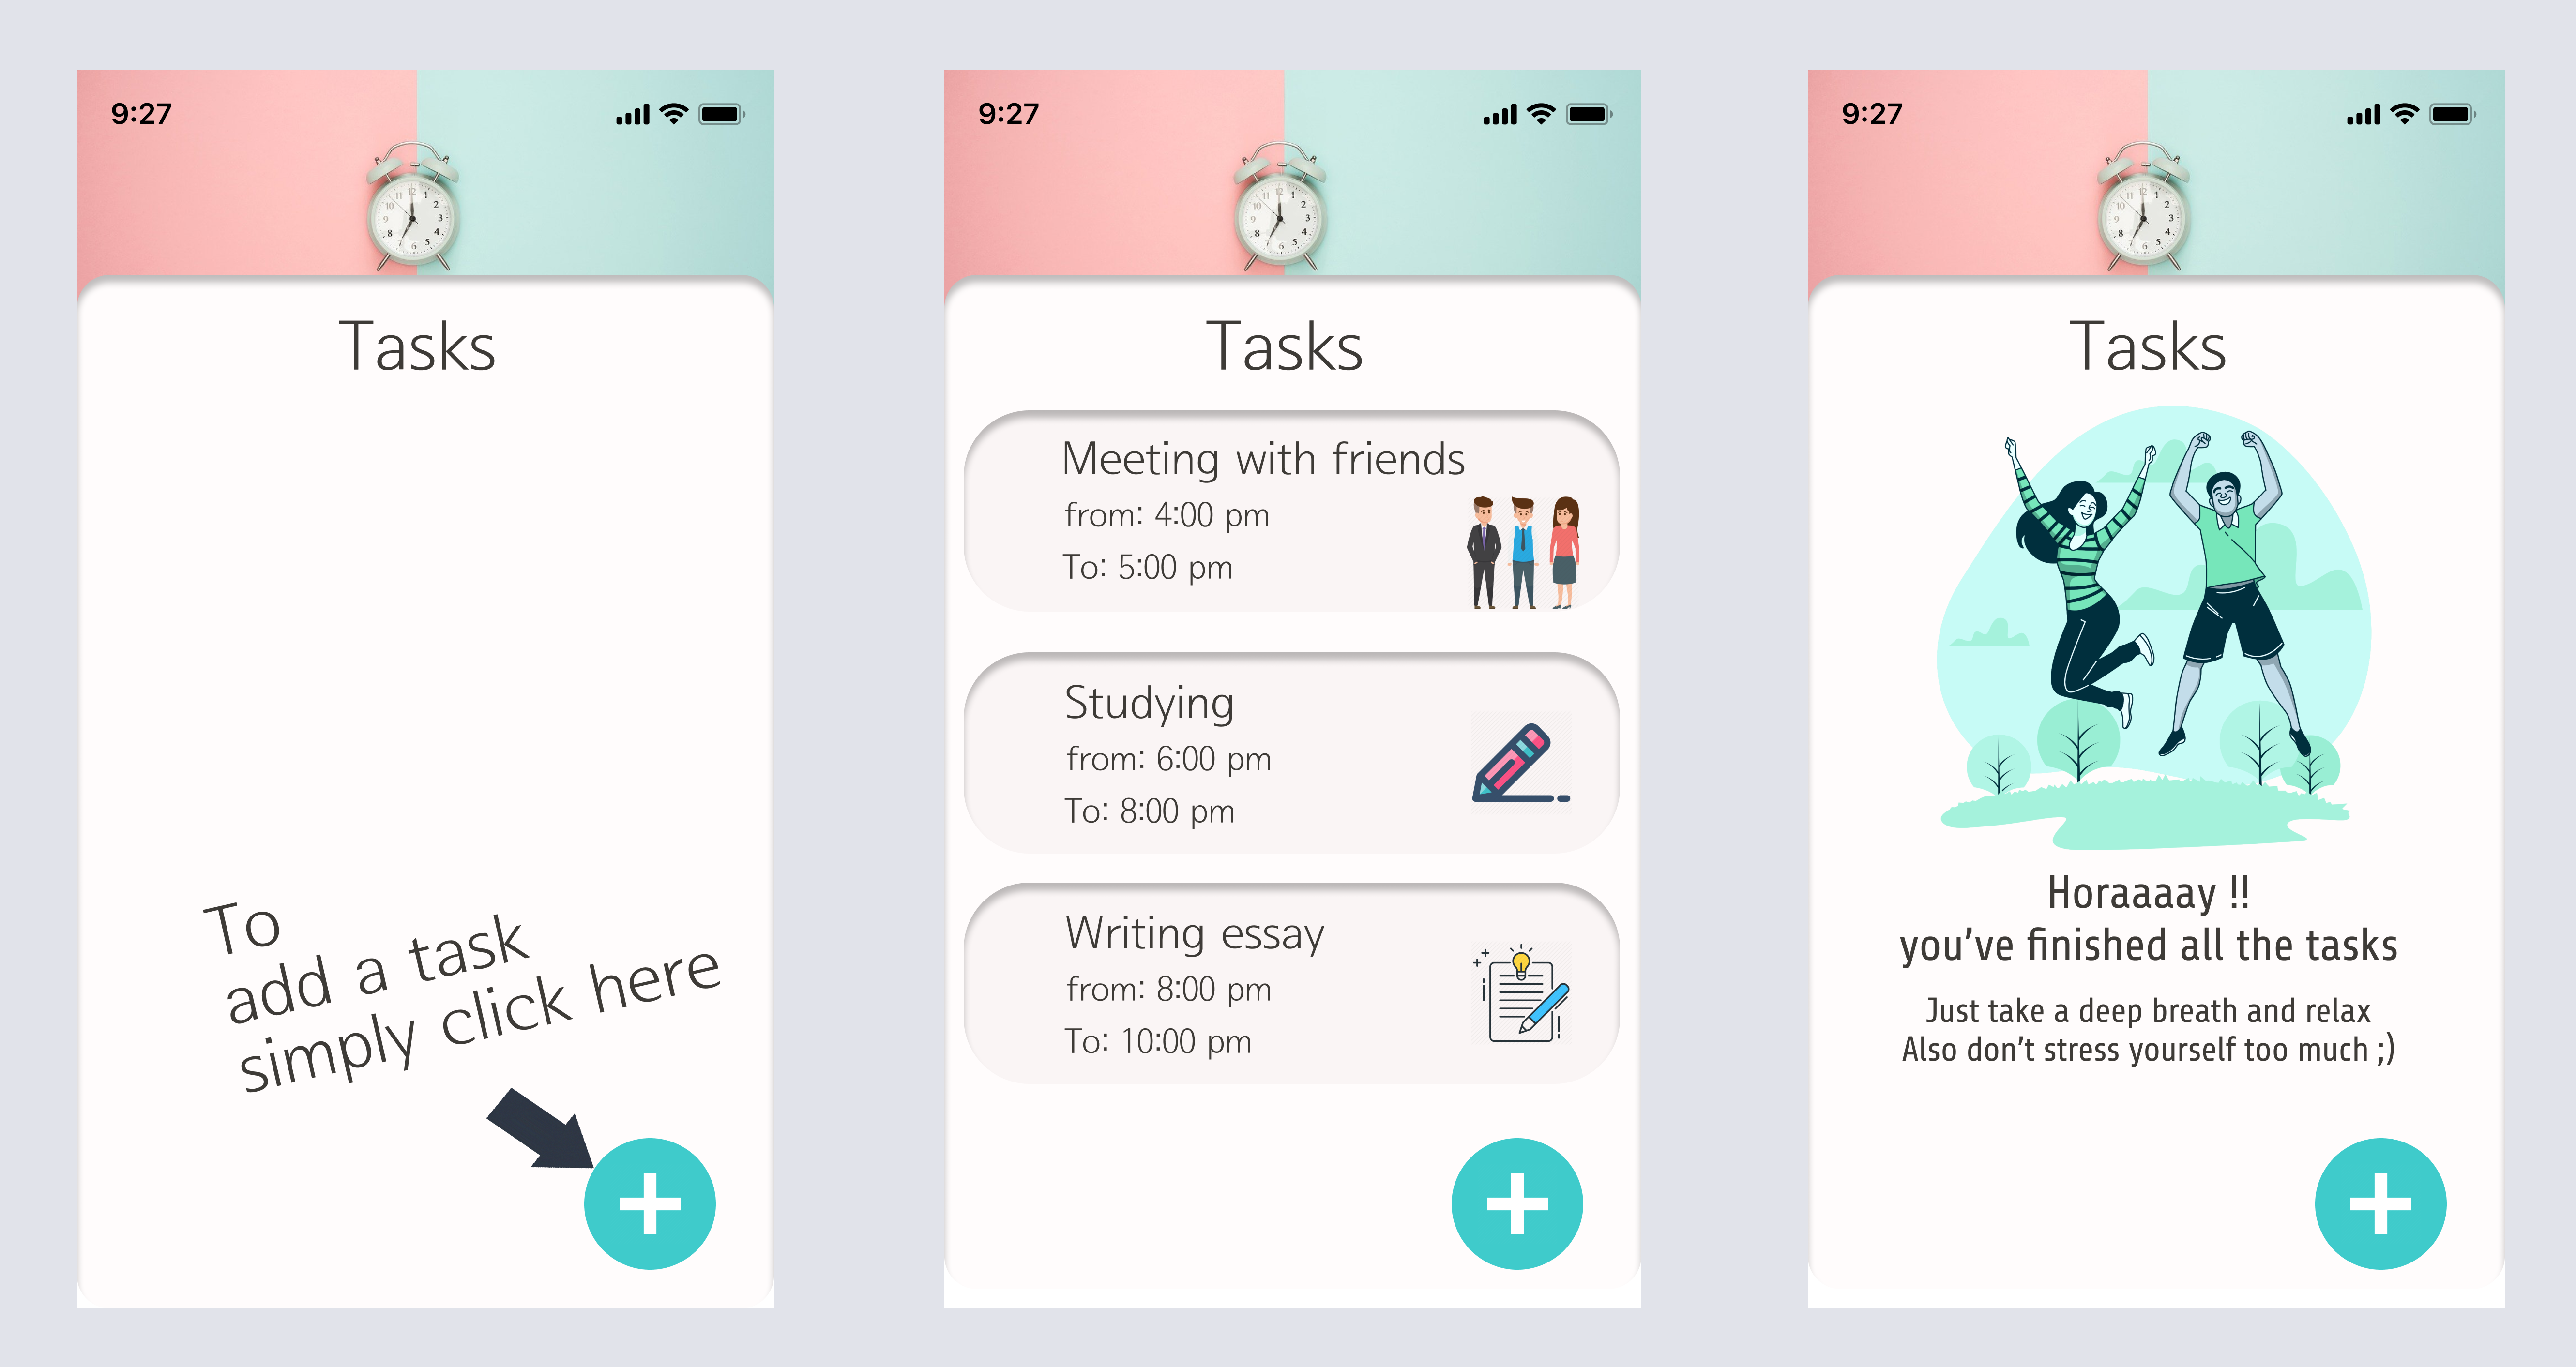 9:27
Tasks
To
add a task
simply click here
9:27
Tasks
Meeting with friends
from: 4:00 pm
To: 5:00 pm
Studying
from: 6:00 pm
To: 8:00 pm
Writing essay
from: 8:00 pm
To: 10:00 pm
9:27
Tasks
Horaaaay !!
you've finished all the tasks
Just take a deep breath and relax
Also don't stress yourself too much ;)